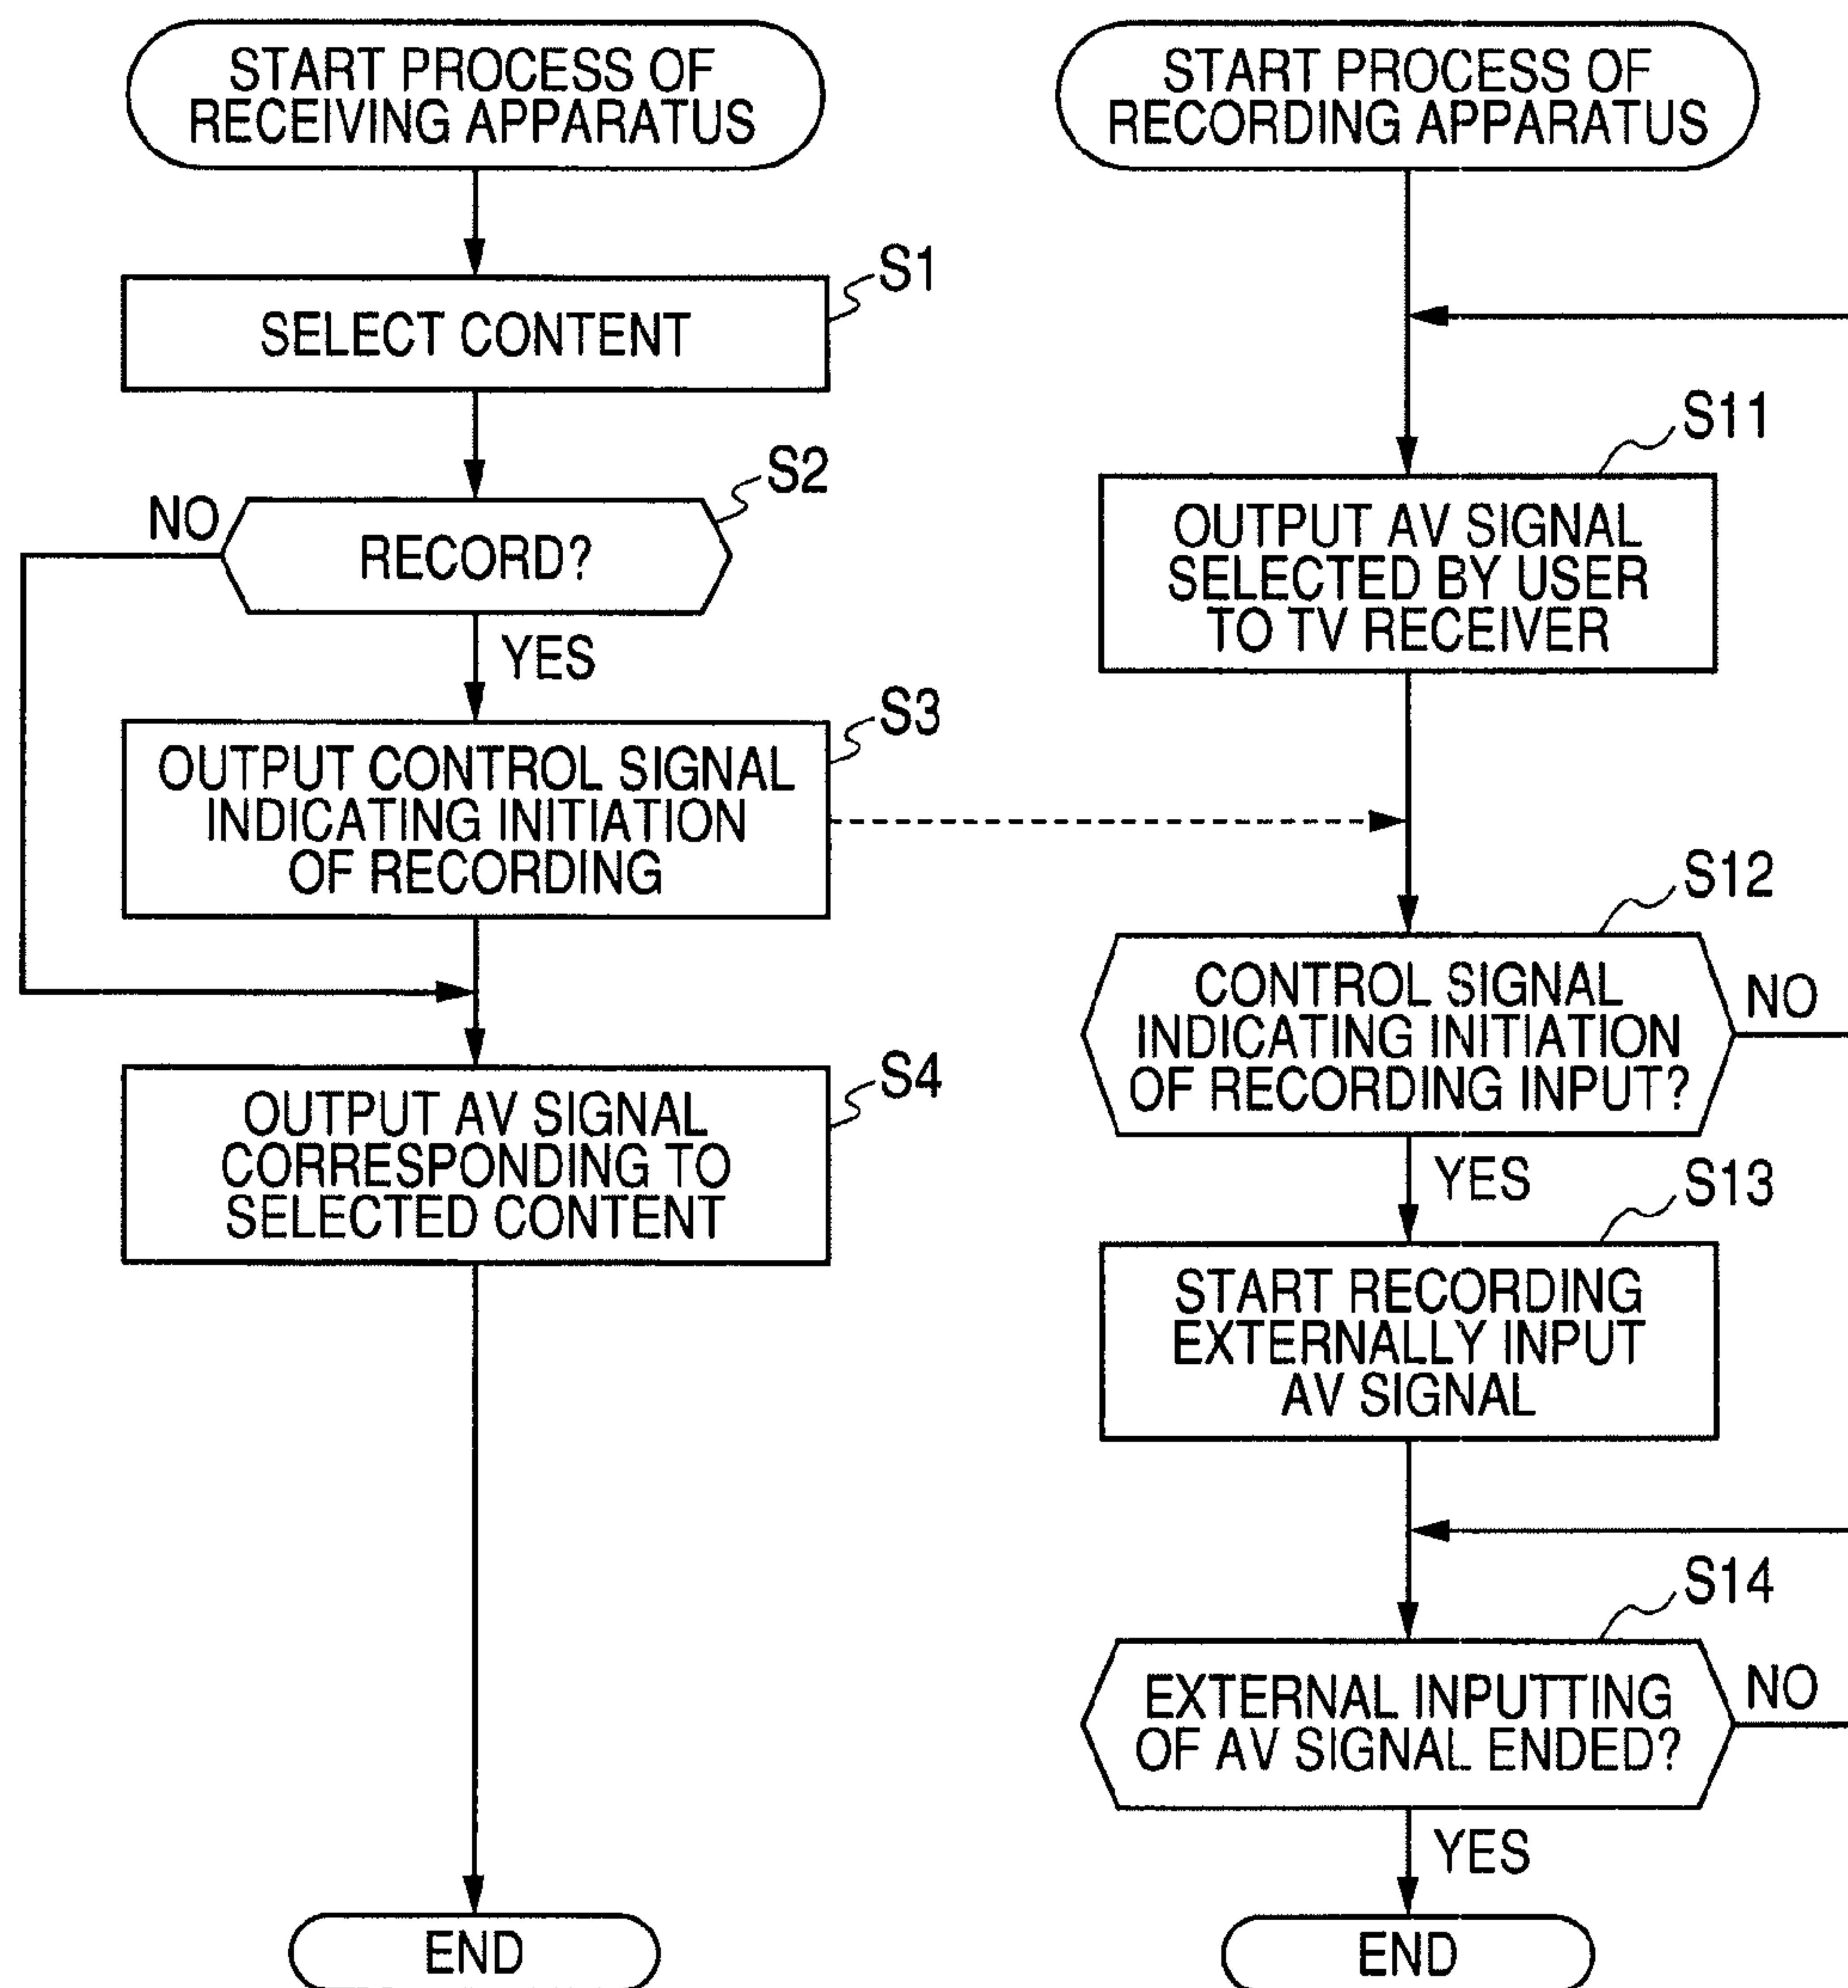 START PROCESS OF
RECEIVING APPARATUS
S1
SELECT CONTENT
S2
NO
RECORD?
YES
S3
OUTPUT CONTROL SIGNAL
INDICATING INITIATION
OF RECORDING
S4
OUTPUT AV SIGNAL
CORRESPONDING TO
SELECTED CONTENT
END
START PROCESS OF
RECORDING APPARATUS
S11
OUTPUT AV SIGNAL
SELECTED BY USER
TO TV RECEIVER
S12
CONTROL SIGNAL
INDICATING INITIATION
OF RECORDING INPUT?
NO
YES
S13
START RECORDING
EXTERNALLY INPUT
AV SIGNAL
S14
EXTERNAL INPUTTING
OF AV SIGNAL ENDED?
NO
YES
END